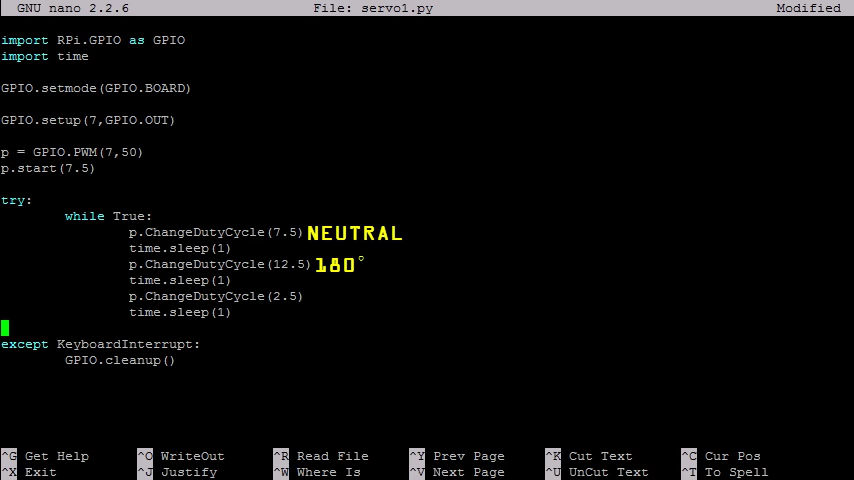 GNU nano 2.2.6 File: servo1.py Modified
import RPi.GPIO as GPIO
import time
GPIO.setmode(GPIO.BOARD)
GPIO.setup(7,GPIO.OUT)
p = GPIO.PWM(7,50)
p.start(7.5)
try:
while True:
p.ChangeDutyCycle(7.5) NEUTRAL
time.sleep(1)
p.ChangeDutyCycle(12.5) 180°
time.sleep(1)
p.ChangeDutyCycle(2.5)
time.sleep(1)
except KeyboardInterrupt:
GPIO.cleanup()
^G Get Help ^O WriteOut ^R Read File ^Y Prev Page ^K Cut Text ^C Cur Pos
^X Exit ^J Justify ^W Where Is ^V Next Page ^U UnCut Text ^T To Spell